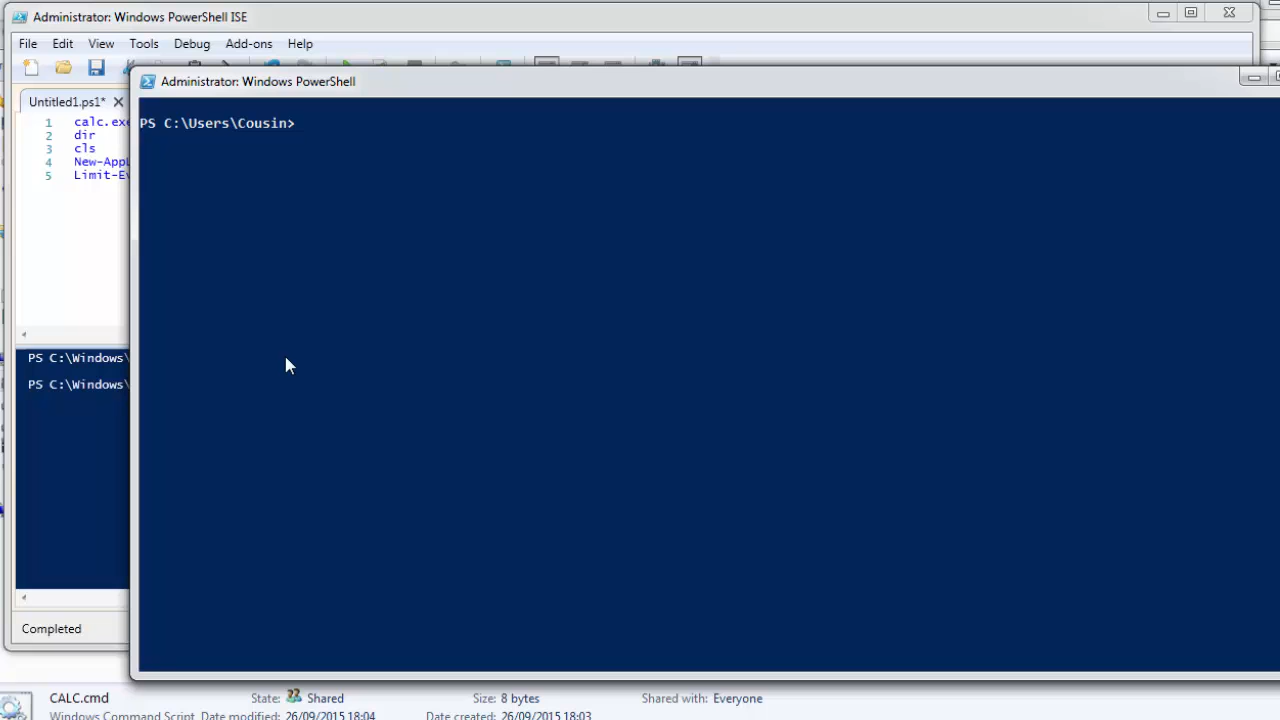 Administrator: Windows PowerShell ISE
File Edit View Tools Debug Add-ons Help
Administrator: Windows PowerShell
Untitled1.ps1*
1 calc.exe
2 dir
3 cls
4 New-AppL
5 Limit-Ev
PS C:\Users\Cousin>
PS C:\Windows\
PS C:\Windows\
Completed
CALC.cmd State: Shared Size: 8 bytes Shared with: Everyone
Windows Command Script Date modified: 26/09/2015 18:04 Date created: 26/09/2015 18:03